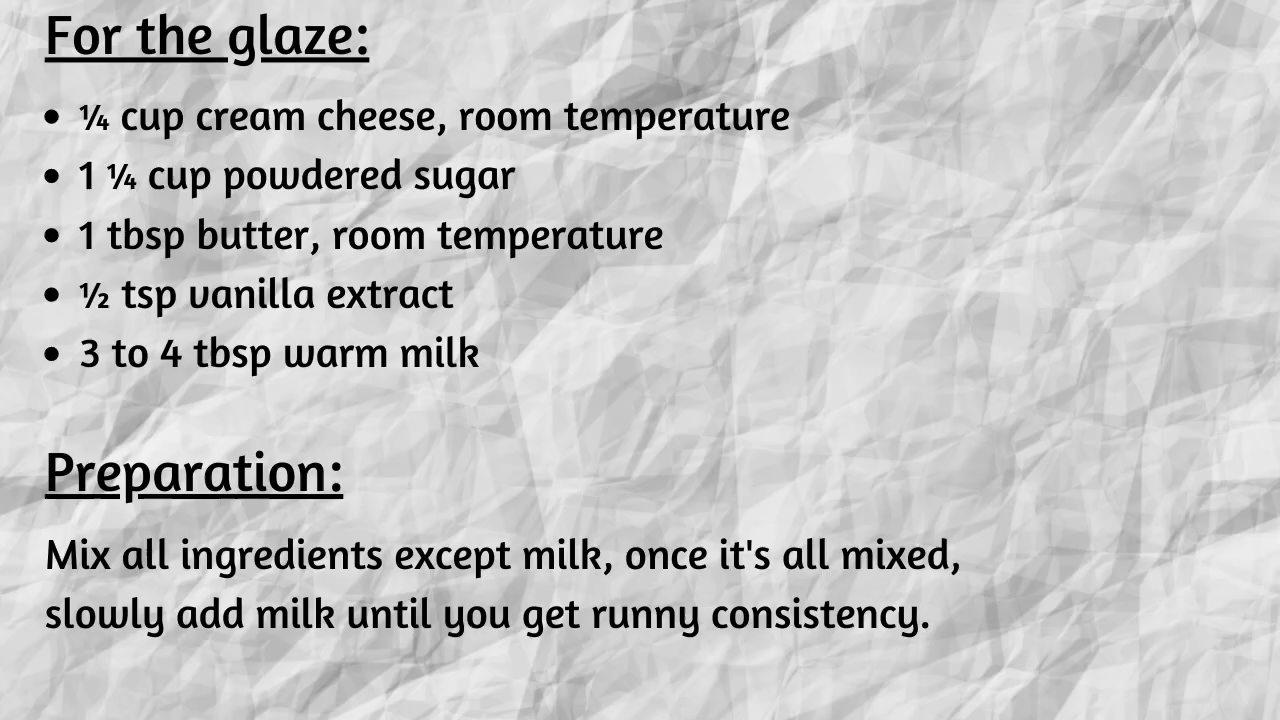 For the glaze:
• ¼ cup cream cheese, room temperature
• 1 ¼ cup powdered sugar
• 1 tbsp butter, room temperature
• ½ tsp vanilla extract
• 3 to 4 tbsp warm milk
Preparation:
Mix all ingredients except milk, once it's all mixed,
slowly add milk until you get runny consistency.